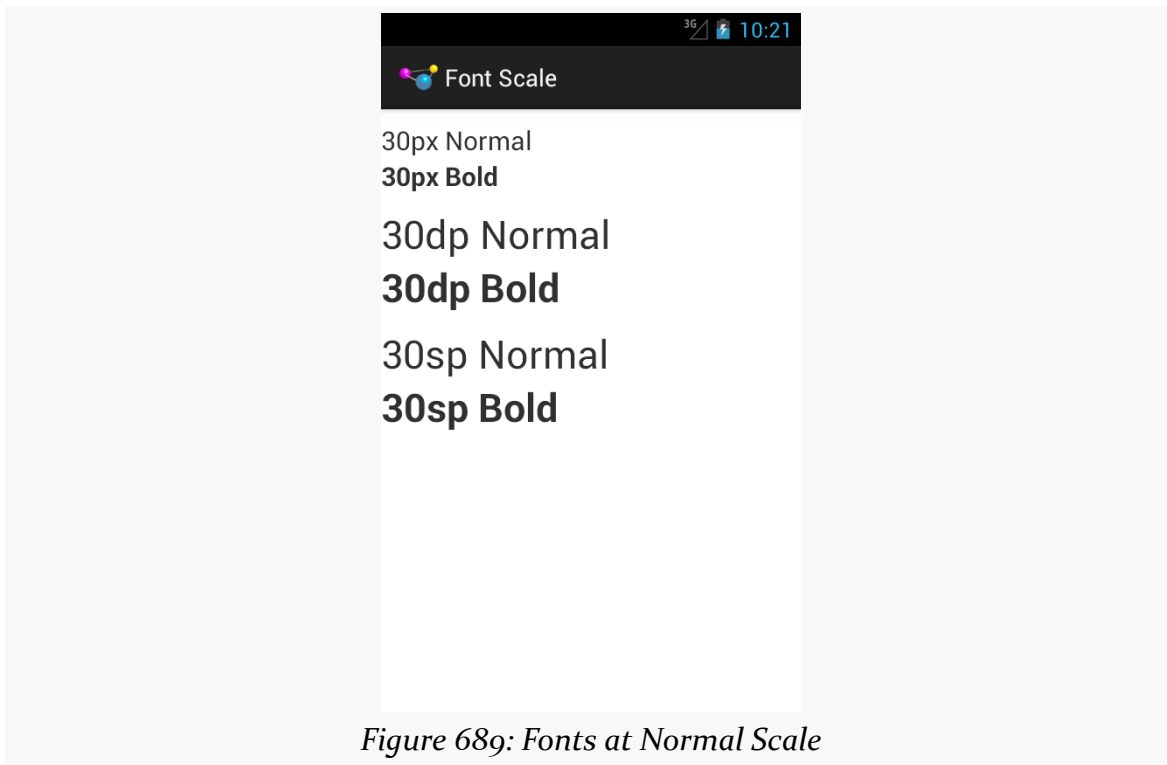 3G 10:21
Font Scale
30px Normal
30px Bold
30dp Normal
30dp Bold
30sp Normal
30sp Bold
Figure 689: Fonts at Normal Scale